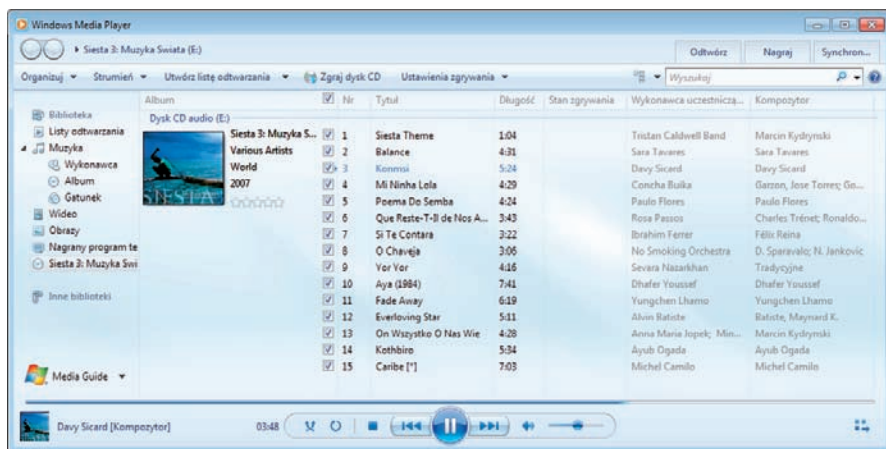 Windows Media Player
Siesta 3: Muzyka Świata (E:)
Odtwórz Nagraj Synchron...
Organizuj Strumień Utwórz listę odtwarzania Zgraj dysk CD Ustawienia zgrywania Wyszukaj
Album Nr Tytuł Długość Stan zgrywania Wykonawca uczestniczą... Kompozytor
Biblioteka
Listy odtwarzania
Muzyka
Wykonawca
Album
Gatunek
Wideo
Obrazy
Nagrany program te
Siesta 3: Muzyka Świ
Inne biblioteki
Media Guide
Dysk CD audio (E:)
SIESTA
Siesta 3: Muzyka Ś...
Various Artists
World
2007
1 Siesta Theme 1:04 Tristan Caldwell Band Marcin Kydrynski
2 Balance 4:31 Sara Tavares Sara Tavares
3 Konmsi 5:24 Davy Sicard Davy Sicard
4 Mi Ninha Lola 4:29 Concha Buika Garzon, Jose Torres; Go...
5 Poema Do Semba 4:24 Paulo Flores Paulo Flores
6 Que Reste-T-Il de Nos A... 3:43 Rosa Passos Charles Trénet; Ronaldo...
7 Si Te Contara 3:22 Ibrahim Ferrer Félix Reina
8 O Chaveja 3:06 No Smoking Orchestra D. Sparavalo; N. Jankovic
9 Yor Yor 4:16 Sevara Nazarkhan Tradycyjne
10 Aya (1984) 7:41 Dhafer Youssef Dhafer Youssef
11 Fade Away 6:19 Yungchen Lhamo Yungchen Lhamo
12 Everloving Star 5:11 Alvin Batiste Batiste, Maynard K.
13 On Wszystko O Nas Wie 4:28 Anna Maria Jopek; Min... Marcin Kydrynski
14 Kothbiro 5:34 Ayub Ogada Ayub Ogada
15 Caribe [*] 7:03 Michel Camilo Michel Camilo
Davy Sicard [Kompozytor] 03:48